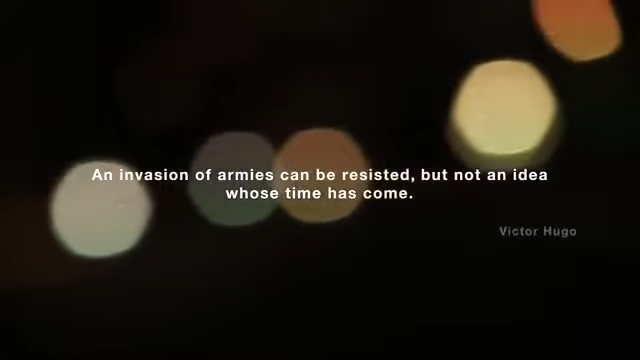 An invasion of armies can be resisted, but not an idea
whose time has come.
Victor Hugo